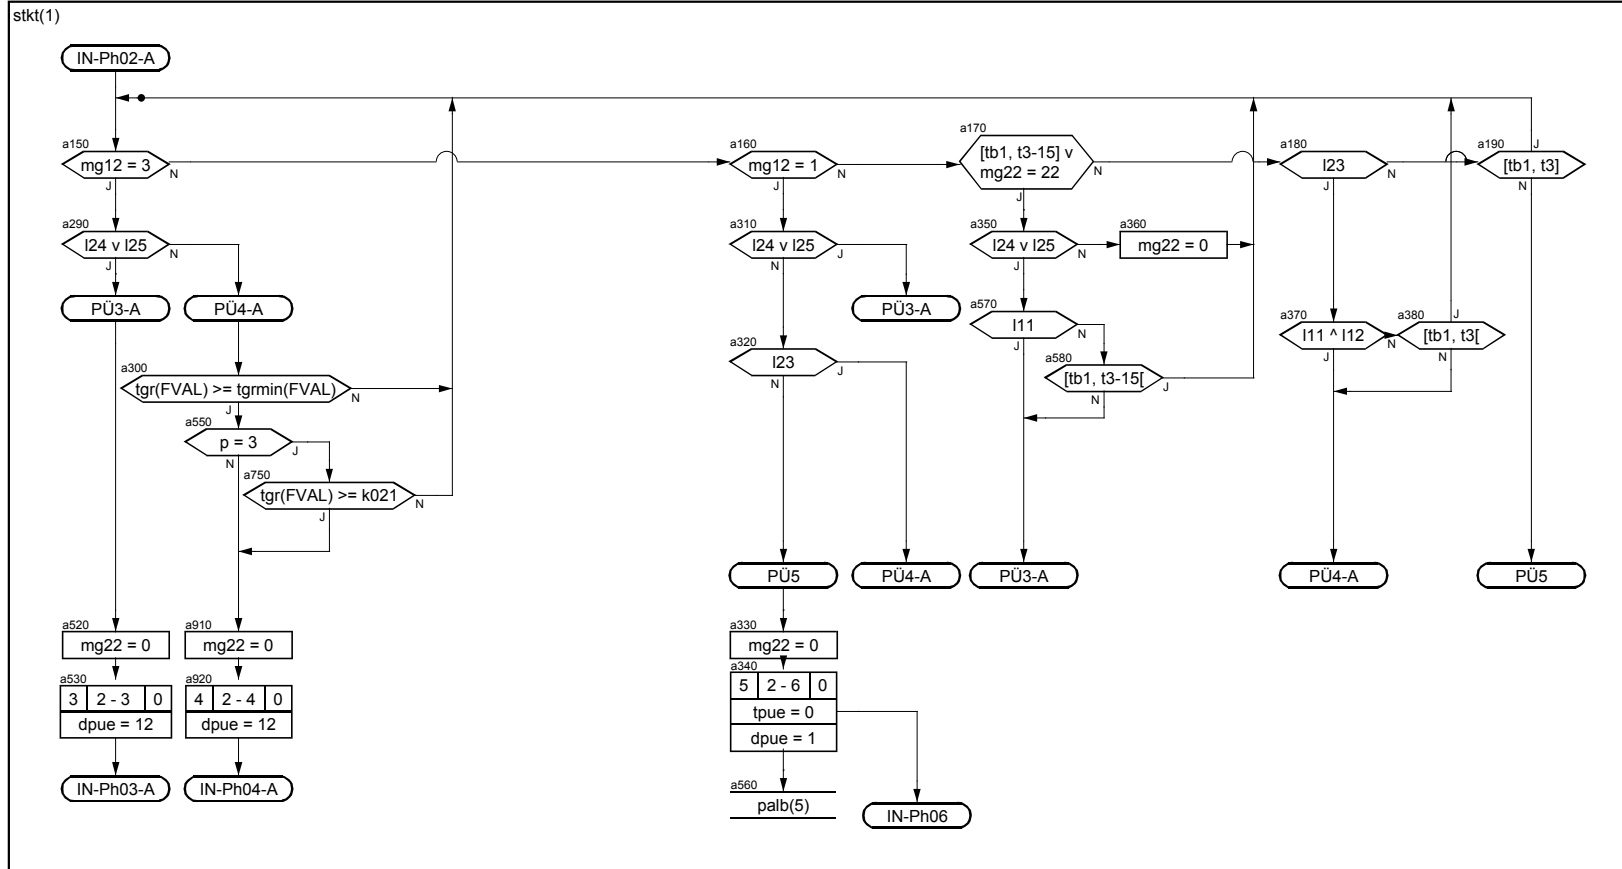 stkt(1)
IN-Ph02-A
a150
mg12 = 3
N
J
a160
mg12 = 1
N
J
a170
[tb1, t3-15] v
mg22 = 22
N
J
a180
l23
N
J
a190
J
[tb1, t3]
N
a290
l24 v l25
N
J
a310
l24 v l25
J
N
a350
l24 v l25
N
J
a360
mg22 = 0
PÜ3-A
PÜ4-A
PÜ3-A
a570
l11
N
J
a370
l11 ^ l12
N
J
a380
J
[tb1, t3[
N
a320
l23
J
N
a580
[tb1, t3-15[
J
N
a300
tgr(FVAL) >= tgrmin(FVAL)
N
J
a550
p = 3
J
N
a750
tgr(FVAL) >= k021
N
J
PÜ5
PÜ4-A
PÜ3-A
PÜ4-A
PÜ5
a520
mg22 = 0
a910
mg22 = 0
a330
mg22 = 0
a530
3 2 - 3 0
dpue = 12
a920
4 2 - 4 0
dpue = 12
a340
5 2 - 6 0
tpue = 0
dpue = 1
IN-Ph03-A
IN-Ph04-A
a560
palb(5)
IN-Ph06